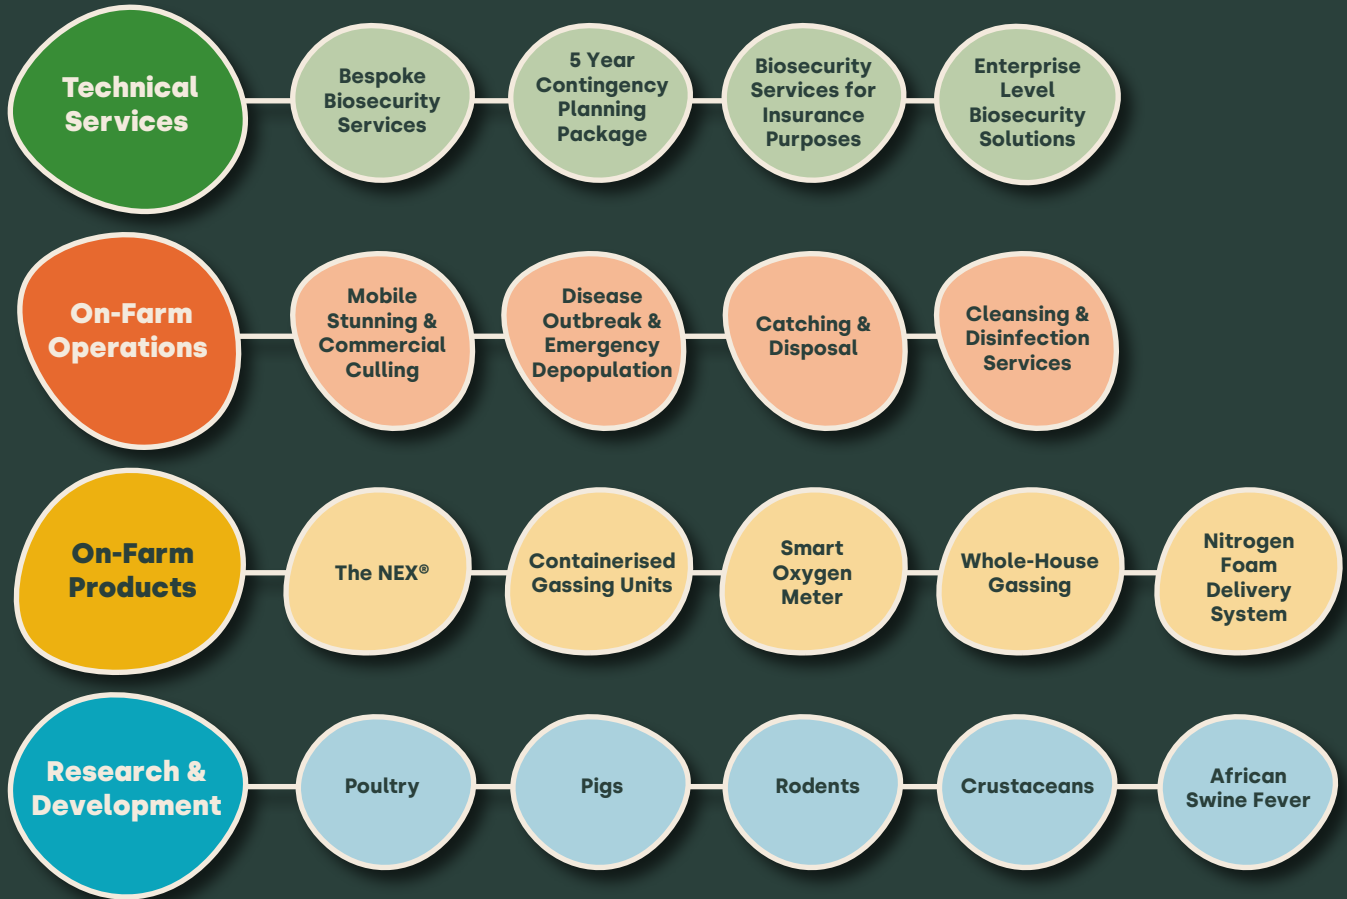 Technical
Services
Bespoke
Biosecurity
Services
5 Year
Contingency
Planning
Package
Biosecurity
Services for
Insurance
Purposes
Enterprise
Level
Biosecurity
Solutions
On-Farm
Operations
Mobile
Stunning &
Commercial
Culling
Disease
Outbreak &
Emergency
Depopulation
Catching &
Disposal
Cleansing &
Disinfection
Services
On-Farm
Products
The NEX®
Containerised
Gassing Units
Smart
Oxygen
Meter
Whole-House
Gassing
Nitrogen
Foam
Delivery
System
Research &
Development
Poultry
Pigs
Rodents
Crustaceans
African
Swine Fever